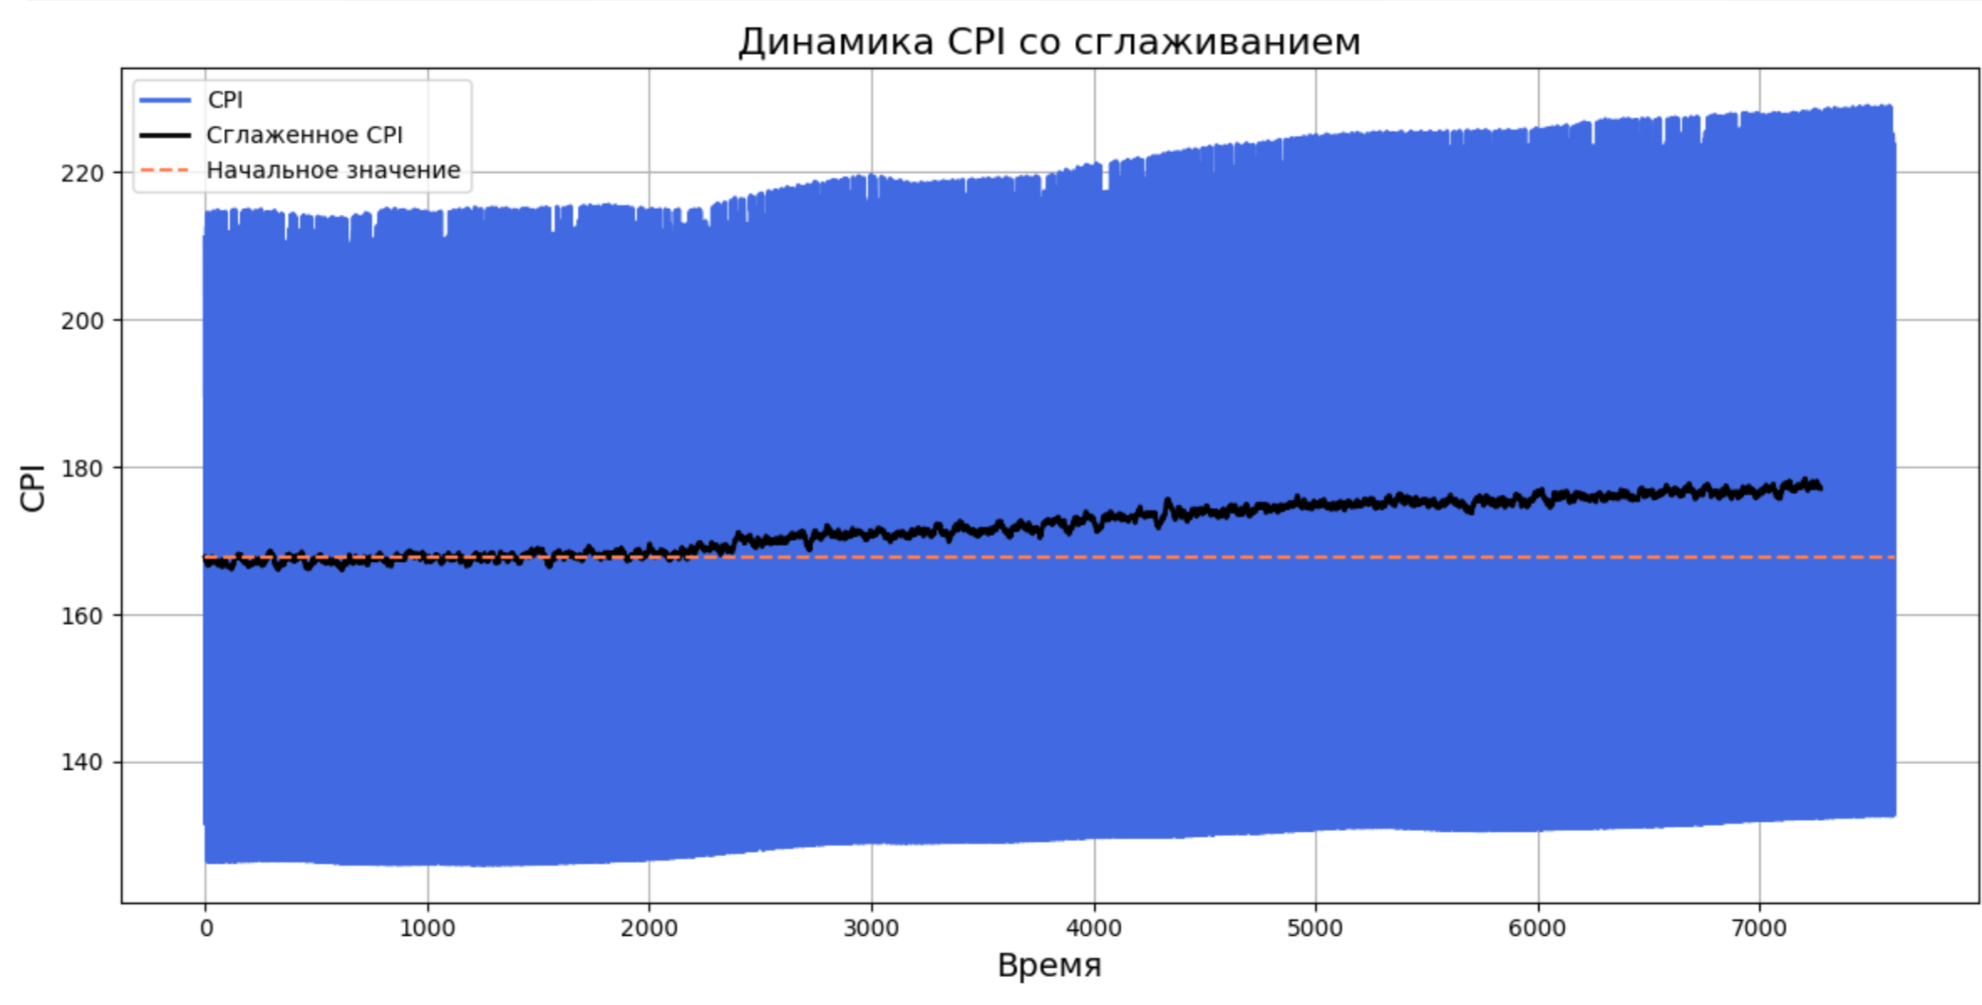 Динамика CPI со сглаживанием
CPI
Сглаженное CPI
Начальное значение
220
200
180
160
140
CPI
0 1000 2000 3000 4000 5000 6000 7000
Время